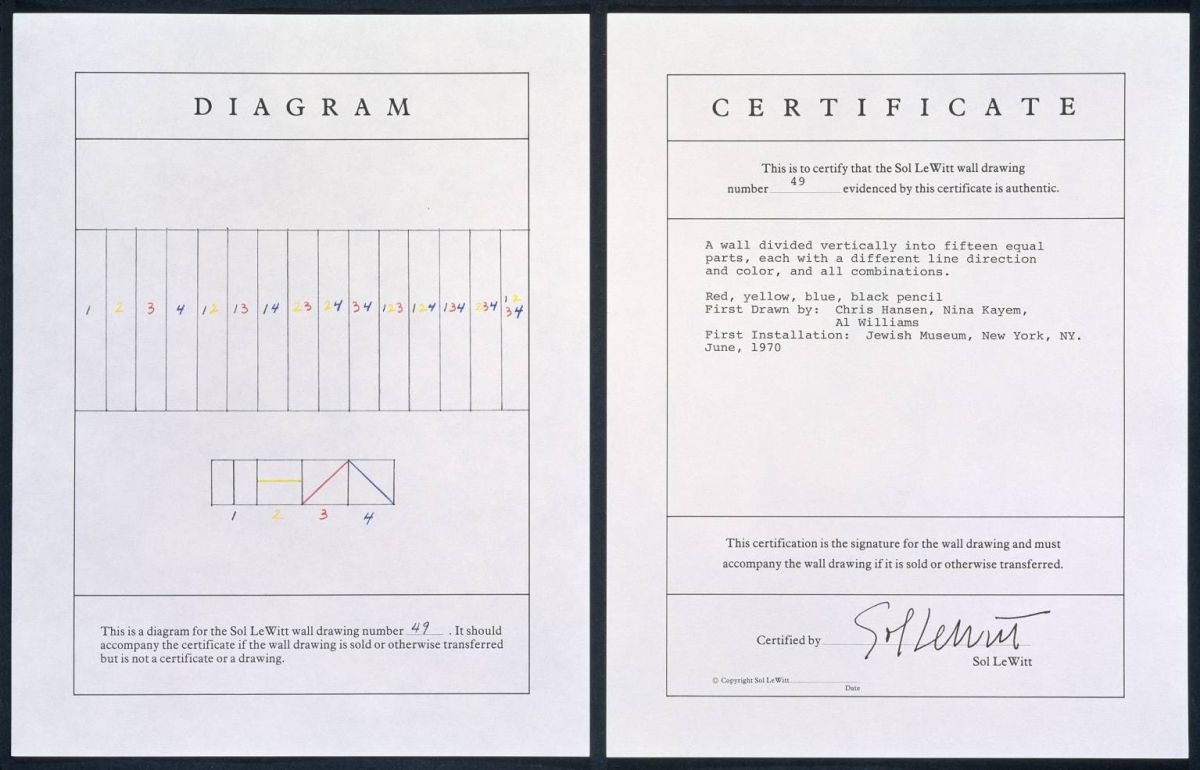 DIAGRAM
1 2 3 4 12 13 14 23 24 34 123 124 134 234 12
34
1 2 3 4
This is a diagram for the Sol LeWitt wall drawing number 49 . It should
accompany the certificate if the wall drawing is sold or otherwise transferred
but is not a certificate or a drawing.
CERTIFICATE
This is to certify that the Sol LeWitt wall drawing
number 49 evidenced by this certificate is authentic.
A wall divided vertically into fifteen equal
parts, each with a different line direction
and color, and all combinations.
Red, yellow, blue, black pencil
First Drawn by: Chris Hansen, Nina Kayem,
Al Williams
First Installation: Jewish Museum, New York, NY.
June, 1970
This certification is the signature for the wall drawing and must
accompany the wall drawing if it is sold or otherwise transferred.
Certified by Sol LeWitt
Sol LeWitt
© Copyright Sol LeWitt
Date